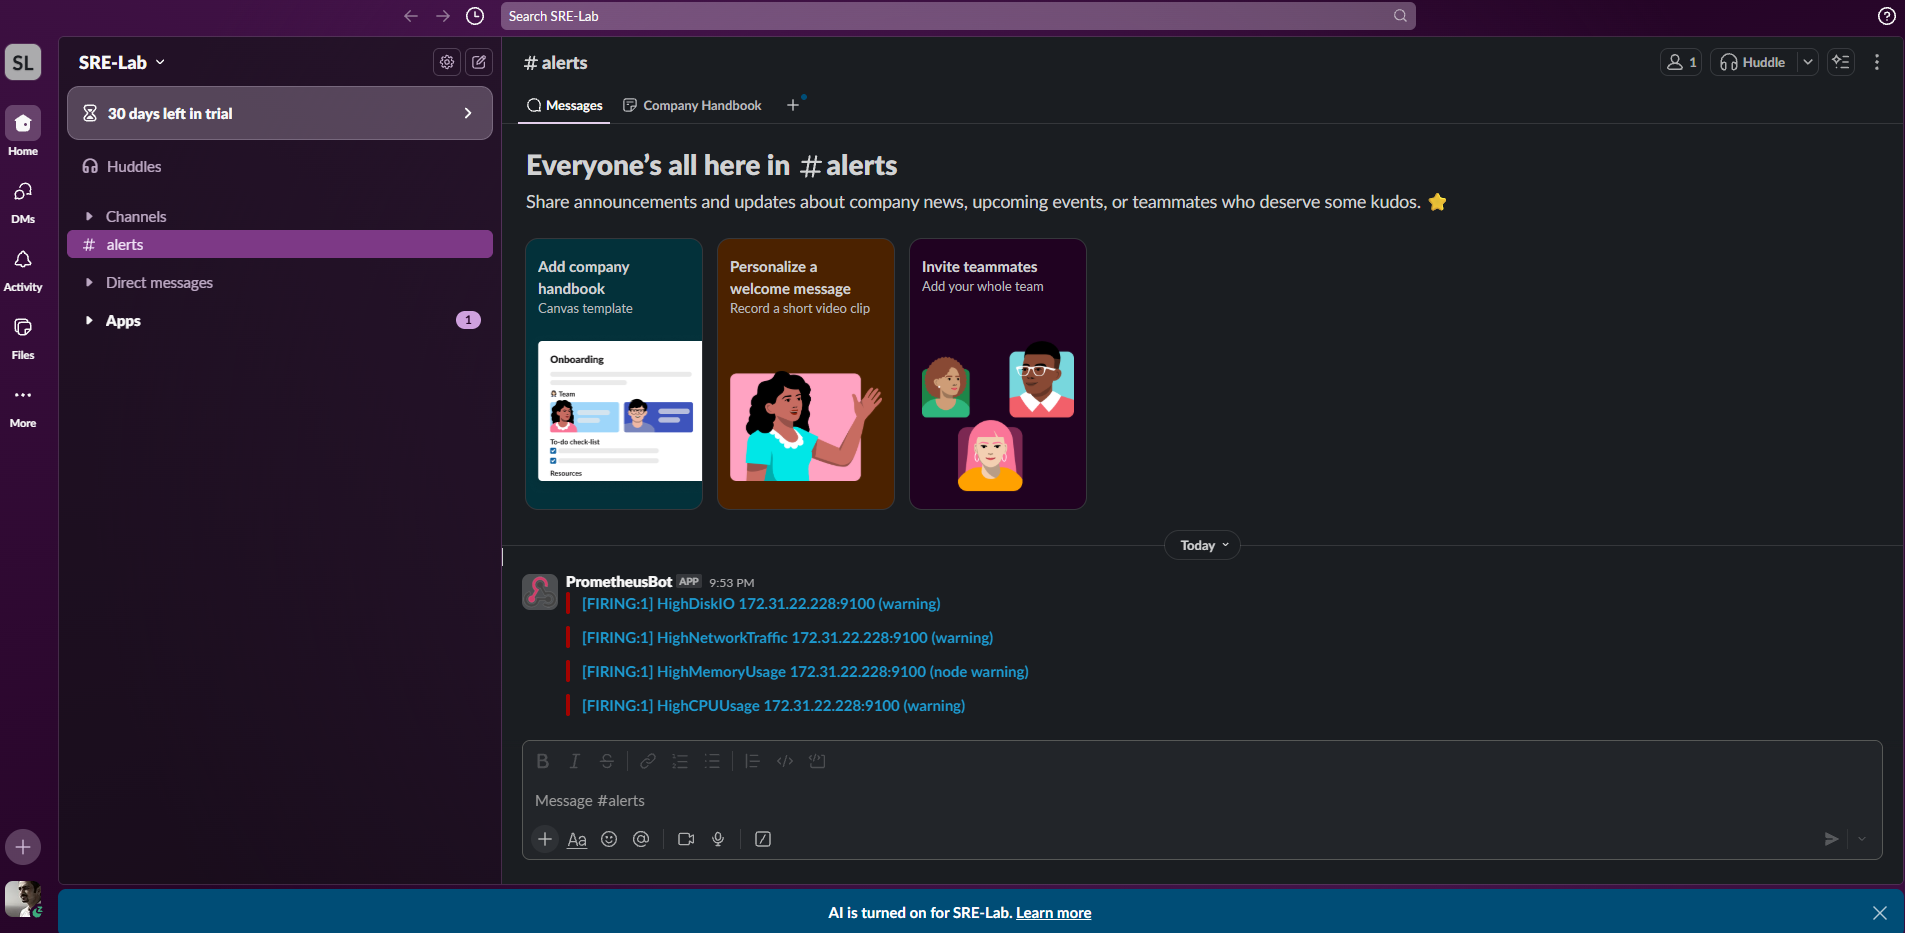 Search SRE-Lab
SL
SRE-Lab
# alerts
1
Huddle
30 days left in trial
Messages
Company Handbook
Home
Huddles
DMs
Channels
# alerts
Activity
Direct messages
Apps
1
Files
More
Everyone's all here in # alerts
Share announcements and updates about company news, upcoming events, or teammates who deserve some kudos.
Add company
handbook
Canvas template
Onboarding
Team
To-do check-list
Resources
Personalize a
welcome message
Record a short video clip
Invite teammates
Add your whole team
Today
PrometheusBot APP 9:53 PM
[FIRING:1] HighDiskIO 172.31.22.228:9100 (warning)
[FIRING:1] HighNetworkTraffic 172.31.22.228:9100 (warning)
[FIRING:1] HighMemoryUsage 172.31.22.228:9100 (node warning)
[FIRING:1] HighCPUUsage 172.31.22.228:9100 (warning)
Message #alerts
Aa
AI is turned on for SRE-Lab. Learn more